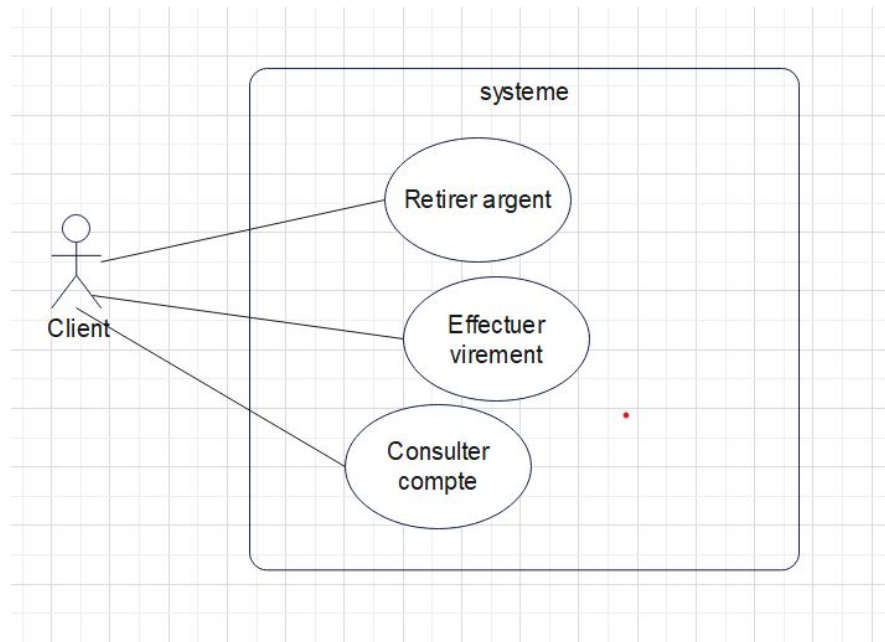 systeme
Retirer argent
Client
Effectuer
virement
Consulter
compte